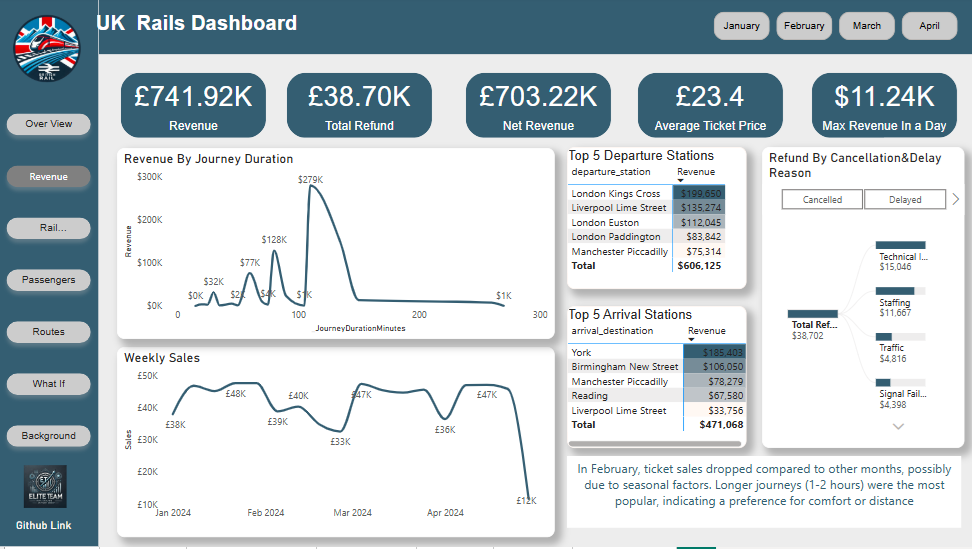 UK Rails Dashboard
January
February
March
April
BRITISH
RAIL
Over View
Revenue
Rail...
Passengers
Routes
What If
Background
ELITE TEAM
Github Link
£741.92K
Revenue
£38.70K
Total Refund
£703.22K
Net Revenue
£23.4
Average Ticket Price
$11.24K
Max Revenue In a Day
Revenue By Journey Duration
$300K
$200K
$100K
$0K
Revenue
$0K
$32K
$2K
$77K
$4K
$128K
$1K
$279K
$1K
0
100
200
300
JourneyDurationMinutes
Weekly Sales
£50K
£40K
£30K
£20K
£10K
Sales
£38K
£48K
£39K
£40K
£33K
£47K
£36K
£47K
£12K
Jan 2024
Feb 2024
Mar 2024
Apr 2024
Top 5 Departure Stations
departure_station Revenue
London Kings Cross $199,650
Liverpool Lime Street $135,274
London Euston $112,045
London Paddington $83,842
Manchester Piccadilly $75,314
Total $606,125
Top 5 Arrival Stations
arrival_destination Revenue
York $185,403
Birmingham New Street $106,050
Manchester Piccadilly $78,279
Reading $67,580
Liverpool Lime Street $33,756
Total $471,068
Refund By Cancellation&Delay
Reason
Cancelled
Delayed
Total Ref...
$38,702
Technical I...
$15,046
Staffing
$11,667
Traffic
$4,816
Signal Fail...
$4,398
In February, ticket sales dropped compared to other months, possibly
due to seasonal factors. Longer journeys (1-2 hours) were the most
popular, indicating a preference for comfort or distance